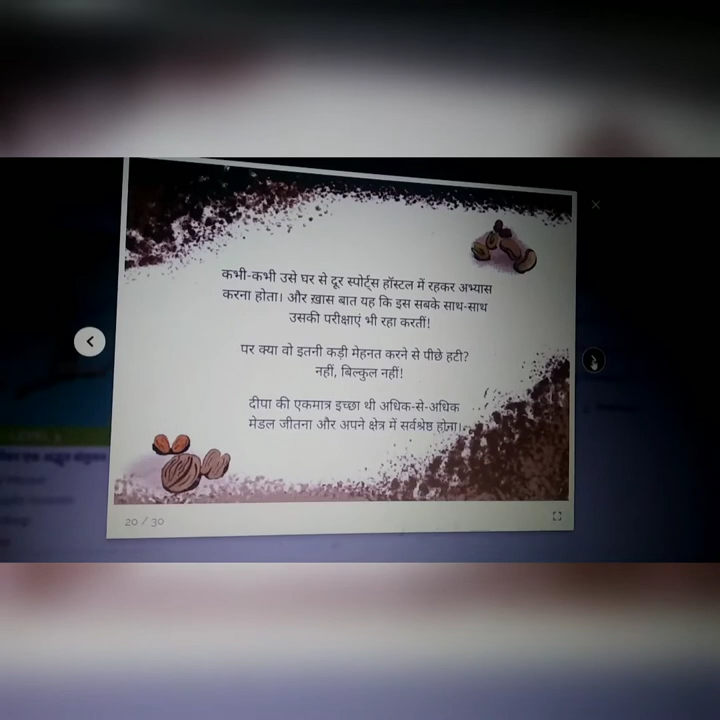 कभी-कभी उसे घर से दूर स्पोर्ट्स हॉस्टल में रहकर अभ्यास
करना होता। और ख़ास बात यह कि इस सबके साथ-साथ
उसकी परीक्षाएं भी रहा करतीं!
पर क्या वो इतनी कड़ी मेहनत करने से पीछे हटी?
नहीं, बिल्कुल नहीं!
दीपा की एकमात्र इच्छा थी अधिक-से-अधिक
मेडल जीतना और अपने क्षेत्र में सर्वश्रेष्ठ होना।
20 / 30